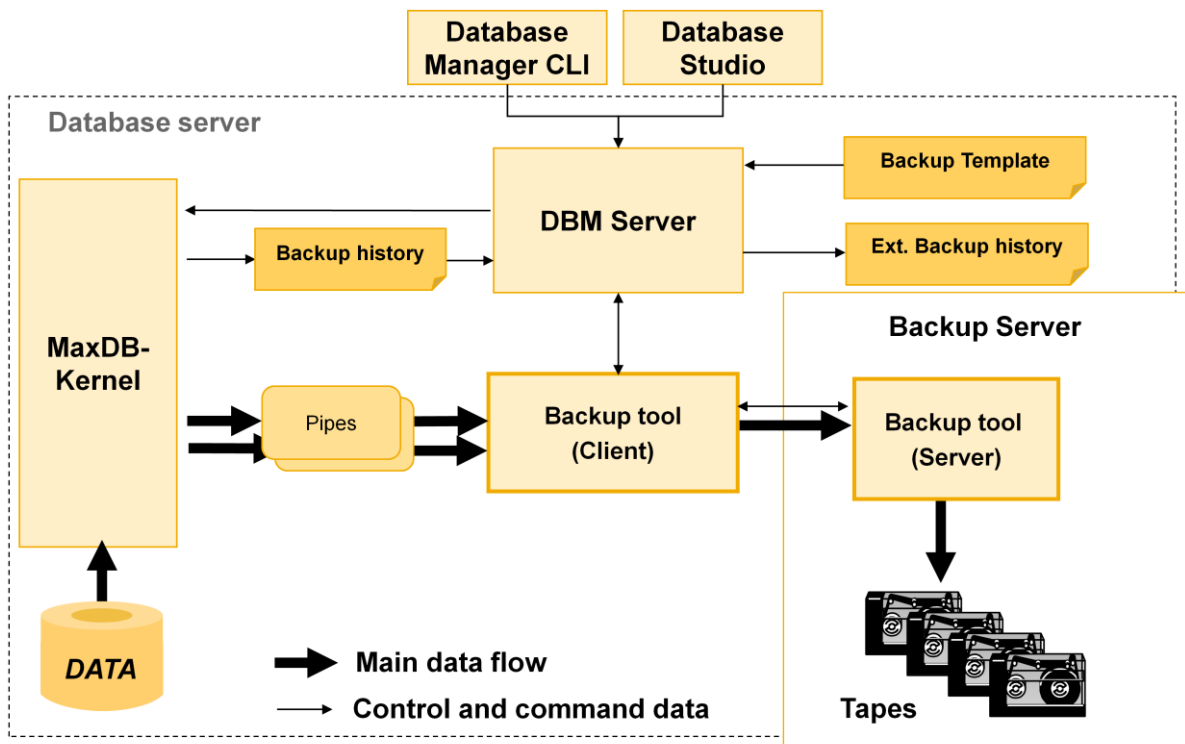 Database
Manager CLI
Database
Studio
Database server
Backup Template
DBM Server
Backup history
Ext. Backup history
Backup Server
MaxDB-
Kernel
Pipes
Backup tool
(Client)
Backup tool
(Server)
DATA
Main data flow
Control and command data
Tapes